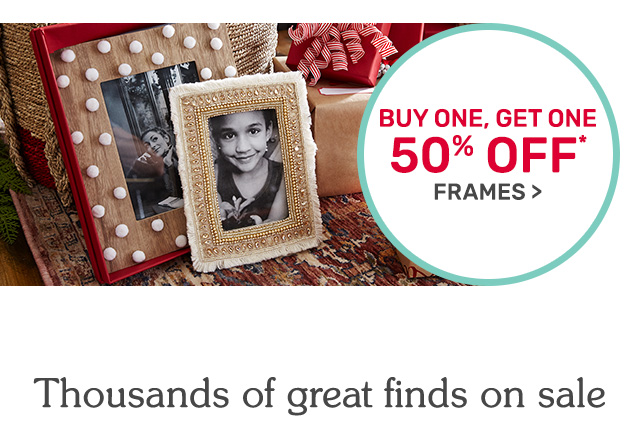 BUY ONE, GET ONE
50% OFF*
FRAMES >
Thousands of great finds on sale